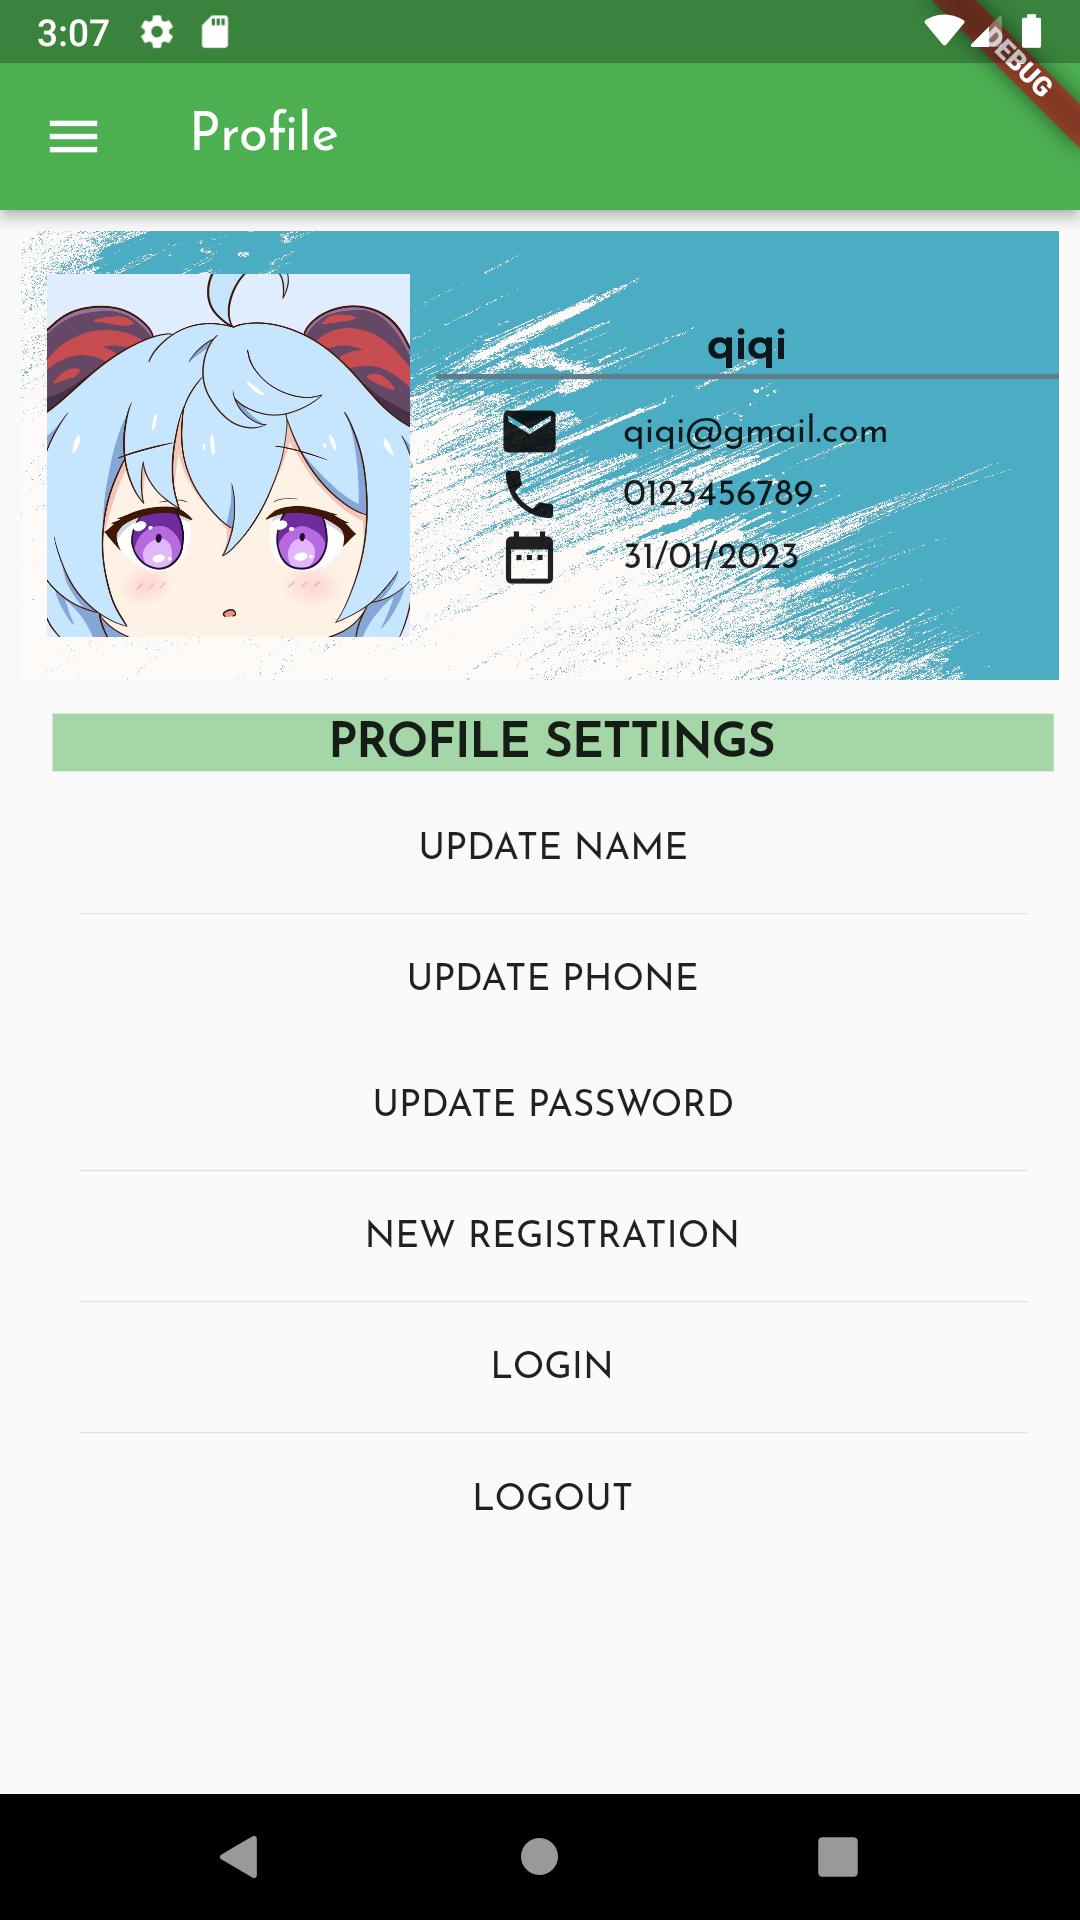 3:07
DEBUG
Profile
qiqi
qiqi@gmail.com
0123456789
31/01/2023
PROFILE SETTINGS
UPDATE NAME
UPDATE PHONE
UPDATE PASSWORD
NEW REGISTRATION
LOGIN
LOGOUT